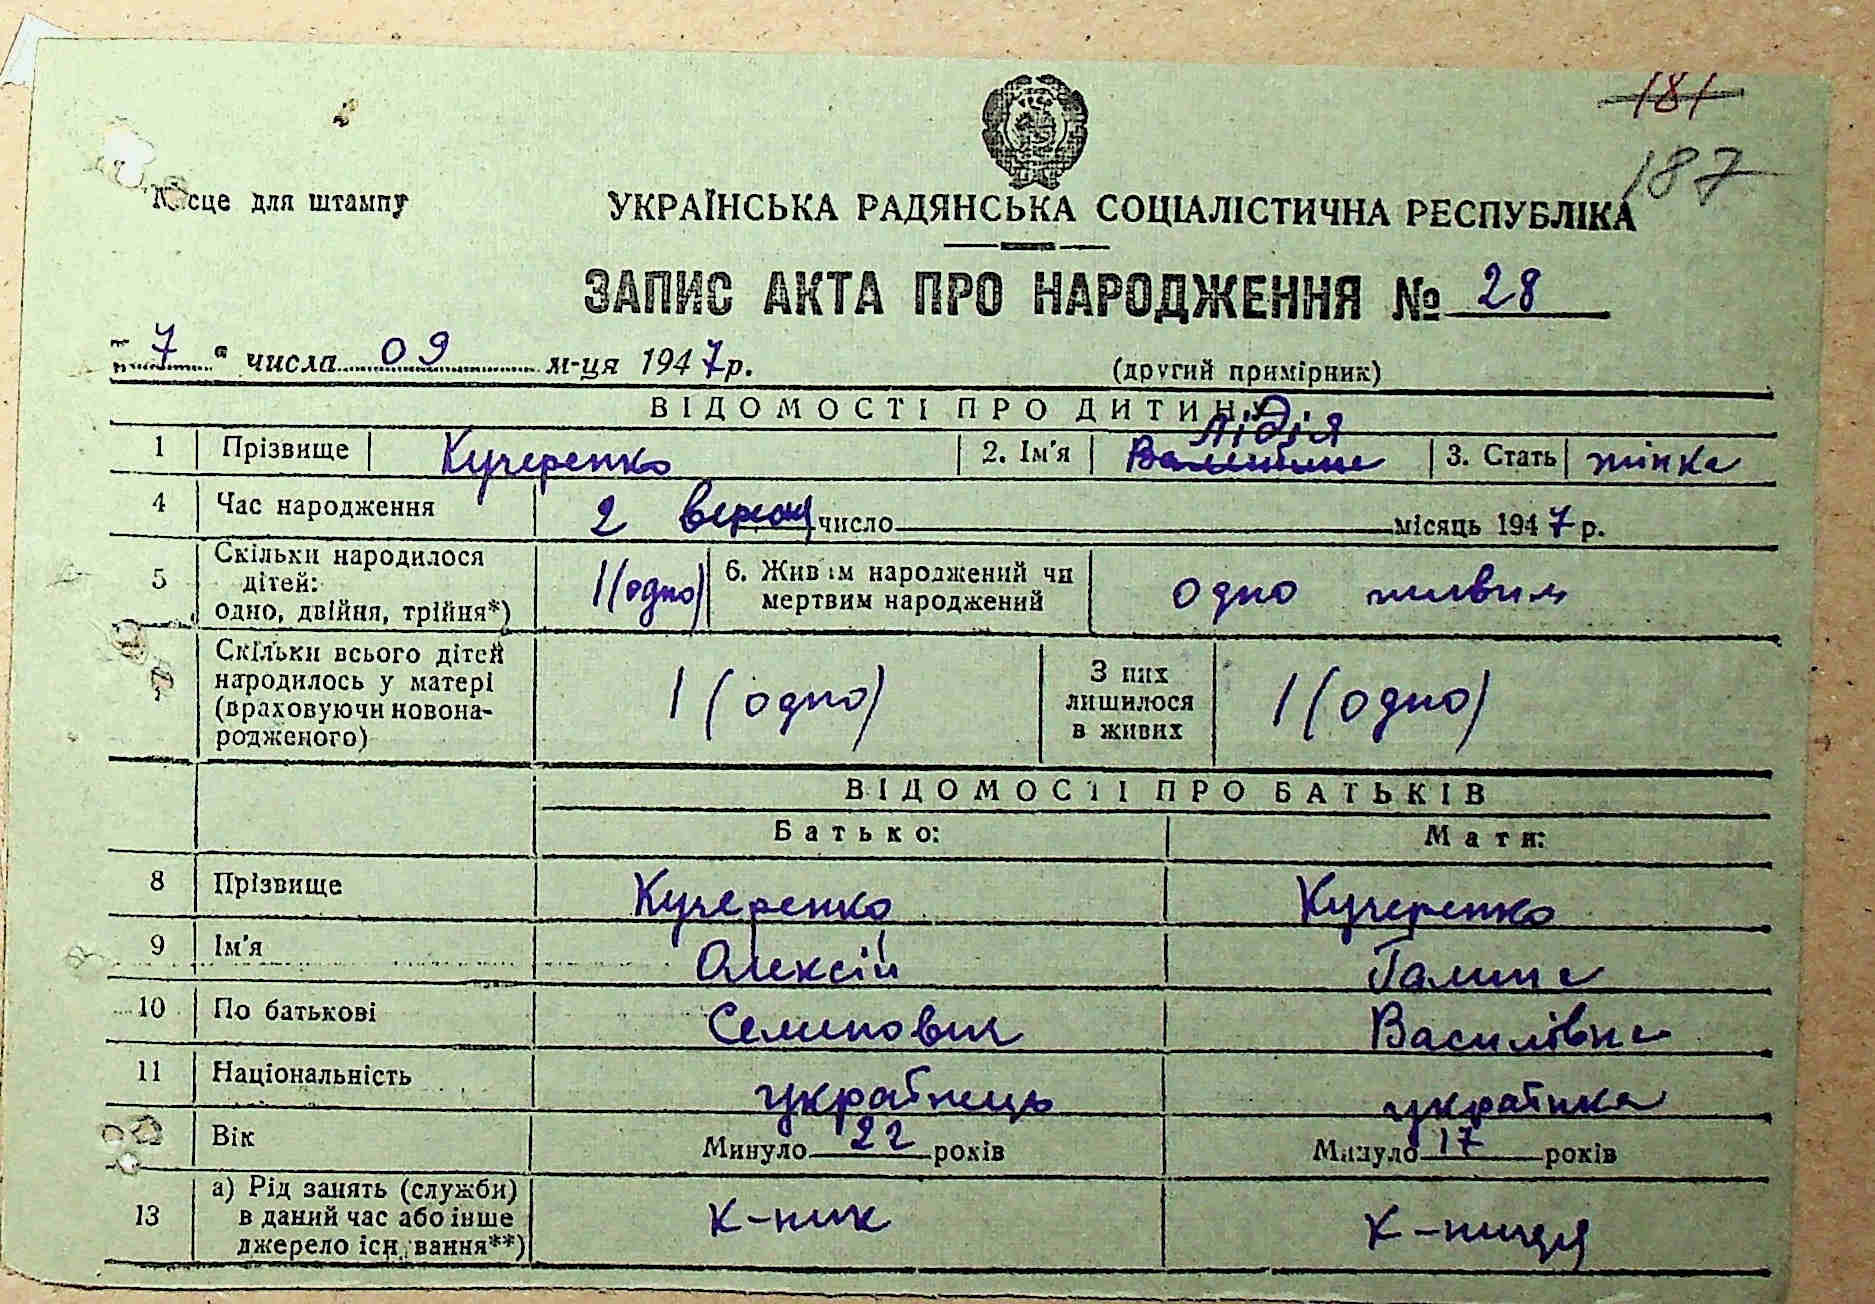 181
187
Місце для штампу
УКРАЇНСЬКА РАДЯНСЬКА СОЦІАЛІСТИЧНА РЕСПУБЛІКА
ЗАПИС АКТА ПРО НАРОДЖЕННЯ № 28
"7" числа 09 м-ця 1947 р.
(другий примірник)
ВІДОМОСТІ ПРО ДИТИНУ
Лідія
1 Прізвище Кучеренко 2. Ім'я Валентина 3. Стать жінка
4 Час народження 2 вересня число місяць 1947 р.
5 Скільки народилося дітей: одно, двійня, трійня*) 1 (одно) 6. Живим народжений чи мертвим народжений одно живим
Скільки всього дітей народилось у матері (враховуючи новонародженого) 1 (одно) З них лишилося в живих 1 (одно)
ВІДОМОСТІ ПРО БАТЬКІВ
Батько: Мати:
8 Прізвище Кучеренко Кучеренко
9 Ім'я Олексій Галина
10 По батькові Семенович Василівна
11 Національність українець українка
12 Вік Минуло 22 років Минуло 17 років
13 а) Рід занять (служби) в даний час або інше джерело існування**) к-ник к-ниця